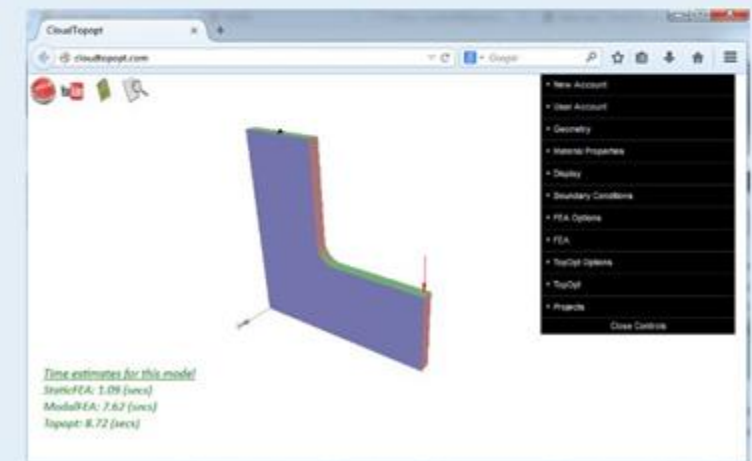 CloudTopopt
cloudtopopt.com
Google
You
New Account
User Account
Geometry
Material Properties
Display
Boundary Conditions
FEA Options
FEA
TopOpt Options
TopOpt
Projects
Close Controls
Time estimates for this model
StaticFEA: 1.09 (secs)
ModalFEA: 7.62 (secs)
Topopt: 8.72 (secs)